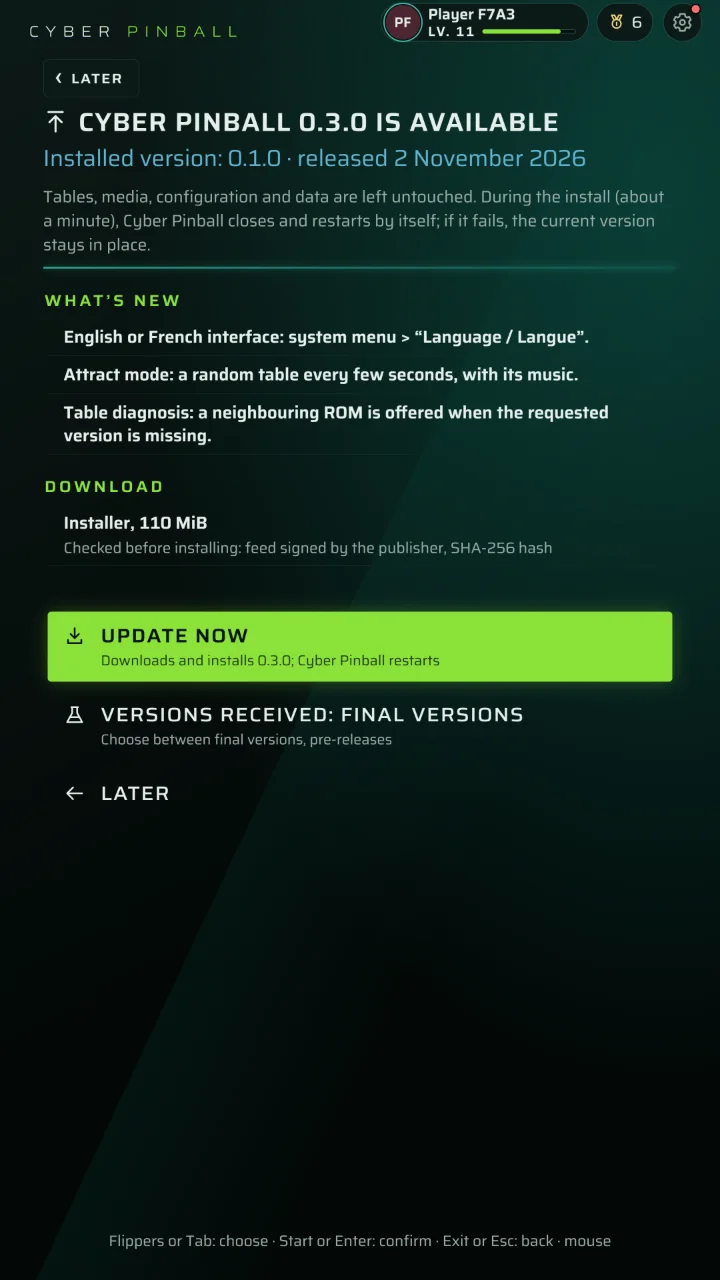 CYBER PINBALL
PF
Player F7A3
LV. 11
6
‹ LATER
CYBER PINBALL 0.3.0 IS AVAILABLE
Installed version: 0.1.0 · released 2 November 2026
Tables, media, configuration and data are left untouched. During the install (about
a minute), Cyber Pinball closes and restarts by itself; if it fails, the current version
stays in place.
WHAT’S NEW
English or French interface: system menu > “Language / Langue”.
Attract mode: a random table every few seconds, with its music.
Table diagnosis: a neighbouring ROM is offered when the requested
version is missing.
DOWNLOAD
Installer, 110 MiB
Checked before installing: feed signed by the publisher, SHA-256 hash
UPDATE NOW
Downloads and installs 0.3.0; Cyber Pinball restarts
VERSIONS RECEIVED: FINAL VERSIONS
Choose between final versions, pre-releases
LATER
Flippers or Tab: choose · Start or Enter: confirm · Exit or Esc: back · mouse